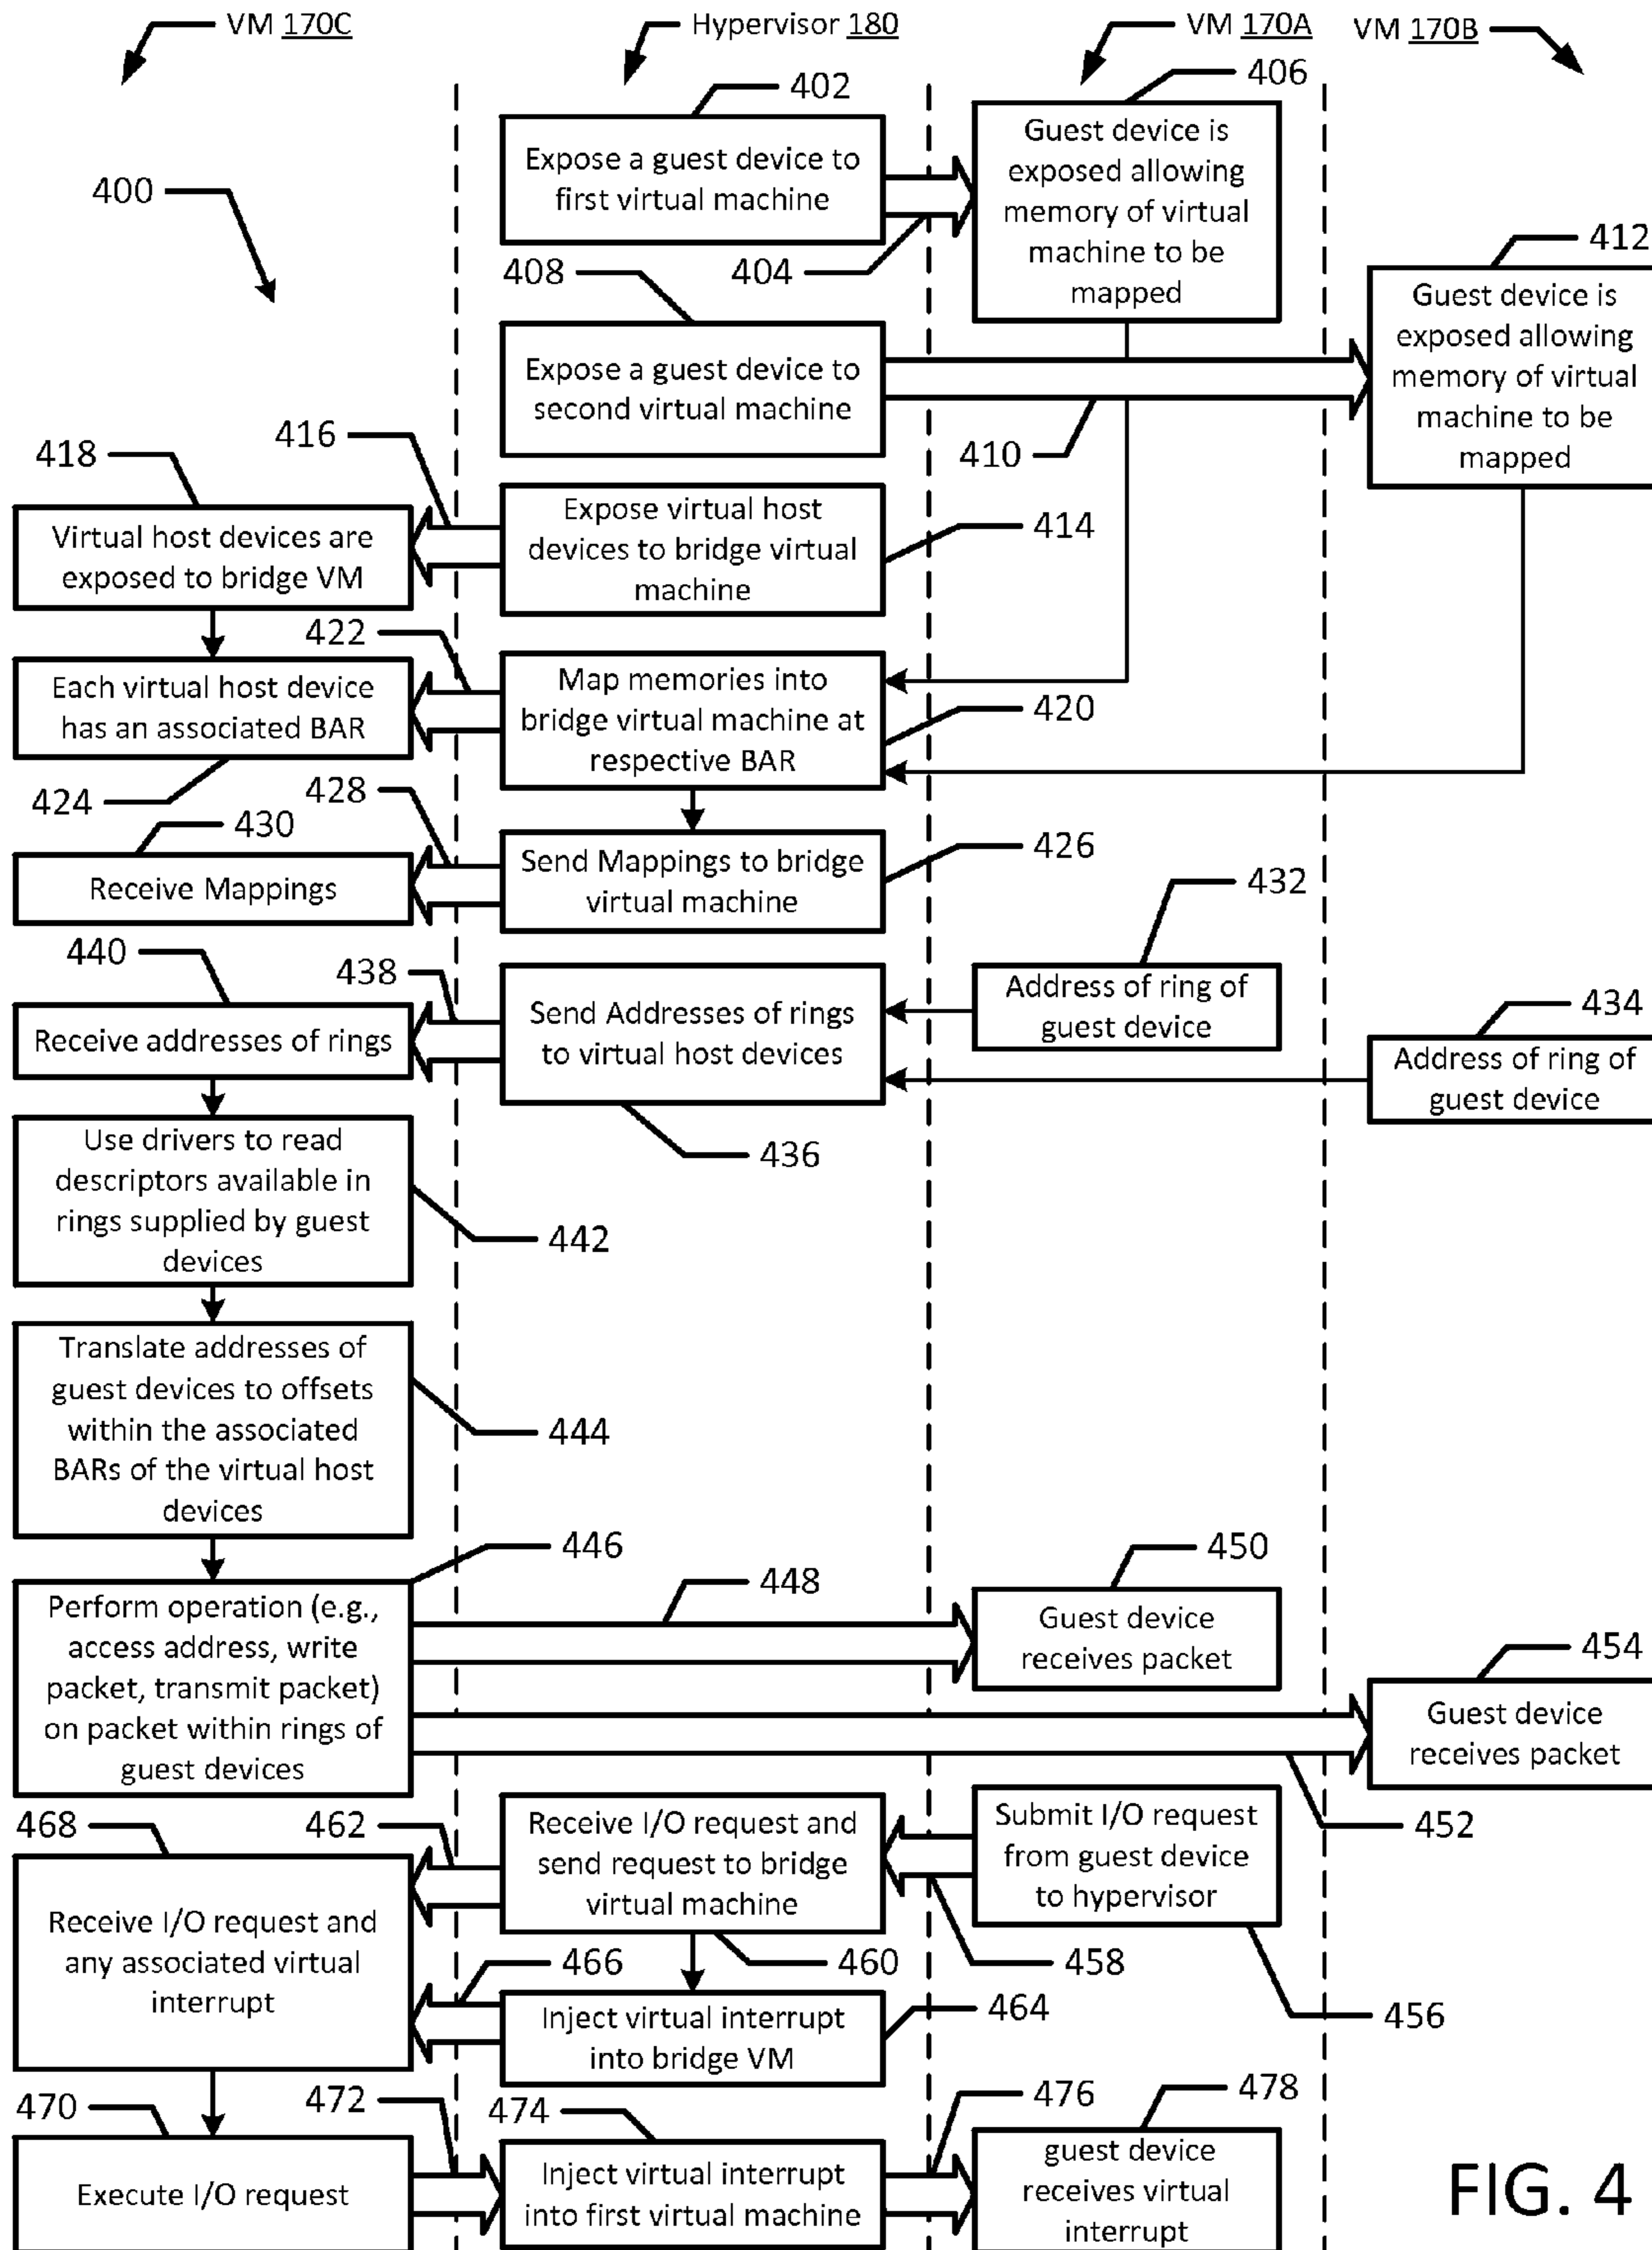 VM 170C
Hypervisor 180
VM 170A
VM 170B
400
402
Expose a guest device to
first virtual machine
404
406
Guest device is
exposed allowing
memory of virtual
machine to be
mapped
408
Expose a guest device to
second virtual machine
410
412
Guest device is
exposed allowing
memory of virtual
machine to be
mapped
414
Expose virtual host
devices to bridge virtual
machine
416
418
Virtual host devices are
exposed to bridge VM
420
Map memories into
bridge virtual machine at
respective BAR
422
Each virtual host device
has an associated BAR
424
426
Send Mappings to bridge
virtual machine
428
430
Receive Mappings
432
Address of ring of
guest device
434
Address of ring of
guest device
Send Addresses of rings
to virtual host devices
436
438
440
Receive addresses of rings
Use drivers to read
descriptors available in
rings supplied by guest
devices
442
Translate addresses of
guest devices to offsets
within the associated
BARs of the virtual host
devices
444
446
Perform operation (e.g.,
access address, write
packet, transmit packet)
on packet within rings of
guest devices
448
450
Guest device
receives packet
452
454
Guest device
receives packet
Submit I/O request
from guest device
to hypervisor
456
458
Receive I/O request and
send request to bridge
virtual machine
460
462
464
Inject virtual interrupt
into bridge VM
466
468
Receive I/O request and
any associated virtual
interrupt
470
Execute I/O request
472
474
Inject virtual interrupt
into first virtual machine
476
478
guest device
receives virtual
interrupt
FIG. 4